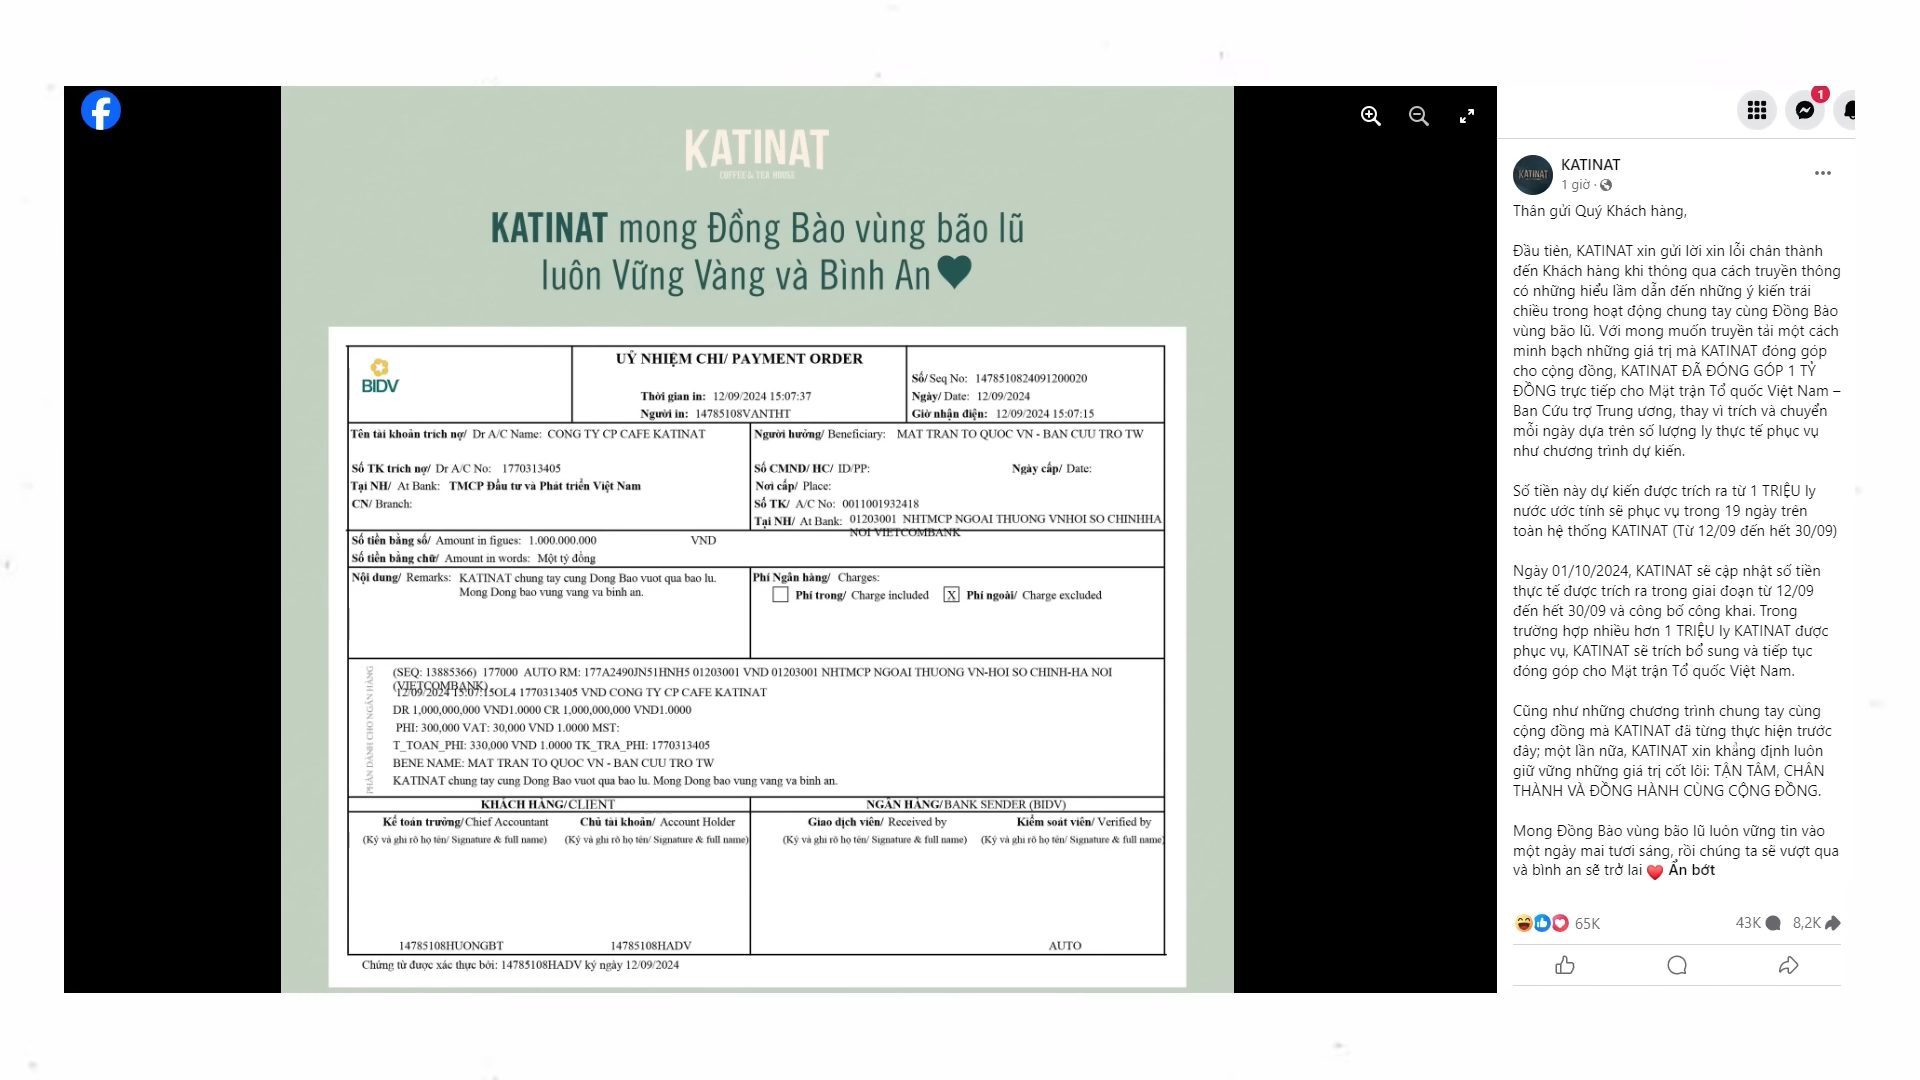 KATINAT
COFFEE & TEA HOUSE
KATINAT mong Đồng Bào vùng bão lũ
luôn Vững Vàng và Bình An
BIDV
UỶ NHIỆM CHI/ PAYMENT ORDER
Thời gian in: 12/09/2024 15:07:37
Người in: 14785108VANTHT
Số/ Seq No: 1478510824091200020
Ngày/ Date: 12/09/2024
Giờ nhận điện: 12/09/2024 15:07:15
Tên tài khoản trích nợ/ Dr A/C Name: CONG TY CP CAFE KATINAT
Số TK trích nợ/ Dr A/C No: 1770313405
Tại NH/ At Bank: TMCP Đầu tư và Phát triển Việt Nam
CN/ Branch:
Người hưởng/ Beneficiary: MAT TRAN TO QUOC VN - BAN CUU TRO TW
Số CMND/ HC/ ID/PP: Ngày cấp/ Date:
Nơi cấp/ Place:
Số TK/ A/C No: 0011001932418
Tại NH/ At Bank: 01203001 NHTMCP NGOAI THUONG VNHOI SO CHINHHA
NOI VIETCOMBANK
Số tiền bằng số/ Amount in figues: 1.000.000.000 VND
Số tiền bằng chữ/ Amount in words: Một tỷ đồng
Nội dung/ Remarks: KATINAT chung tay cung Dong Bao vuot qua bao lu.
Mong Dong bao vung vang va binh an.
Phí Ngân hàng/ Charges:
Phí trong/ Charge included X Phí ngoài/ Charge excluded
PHẦN DÀNH CHO NGÂN HÀNG
(SEQ: 13885366) 177000 AUTO RM: 177A2490JN51HNH5 01203001 VND 01203001 NHTMCP NGOAI THUONG VN-HOI SO CHINH-HA NOI
(VIETCOMBANK)
12/09/2024 15:07:15OL4 1770313405 VND CONG TY CP CAFE KATINAT
DR 1,000,000,000 VND1.0000 CR 1,000,000,000 VND1.0000
PHI: 300,000 VAT: 30,000 VND 1.0000 MST:
T_TOAN_PHI: 330,000 VND 1.0000 TK_TRA_PHI: 1770313405
BENE NAME: MAT TRAN TO QUOC VN - BAN CUU TRO TW
KATINAT chung tay cung Dong Bao vuot qua bao lu. Mong Dong bao vung vang va binh an.
KHÁCH HÀNG/CLIENT
NGÂN HÀNG/BANK SENDER (BIDV)
Kế toán trưởng/ Chief Accountant Chủ tài khoản/ Account Holder
Giao dịch viên/ Received by Kiểm soát viên/ Verified by
(Ký và ghi rõ họ tên/ Signature & full name) (Ký và ghi rõ họ tên/ Signature & full name)
(Ký và ghi rõ họ tên/ Signature & full name) (Ký và ghi rõ họ tên/ Signature & full name)
14785108HUONGBT 14785108HADV
AUTO
Chứng từ được xác thực bởi: 14785108HADV ký ngày 12/09/2024
1
KATINAT
KATINAT
1 giờ
Thân gửi Quý Khách hàng,
Đầu tiên, KATINAT xin gửi lời xin lỗi chân thành
đến Khách hàng khi thông qua cách truyền thông
có những hiểu lầm dẫn đến những ý kiến trái
chiều trong hoạt động chung tay cùng Đồng Bào
vùng bão lũ. Với mong muốn truyền tải một cách
minh bạch những giá trị mà KATINAT đóng góp
cho cộng đồng, KATINAT ĐÃ ĐÓNG GÓP 1 TỶ
ĐỒNG trực tiếp cho Mặt trận Tổ quốc Việt Nam –
Ban Cứu trợ Trung ương, thay vì trích và chuyển
mỗi ngày dựa trên số lượng ly thực tế phục vụ
như chương trình dự kiến.
Số tiền này dự kiến được trích ra từ 1 TRIỆU ly
nước ước tính sẽ phục vụ trong 19 ngày trên
toàn hệ thống KATINAT (Từ 12/09 đến hết 30/09)
Ngày 01/10/2024, KATINAT sẽ cập nhật số tiền
thực tế được trích ra trong giai đoạn từ 12/09
đến hết 30/09 và công bố công khai. Trong
trường hợp nhiều hơn 1 TRIỆU ly KATINAT được
phục vụ, KATINAT sẽ trích bổ sung và tiếp tục
đóng góp cho Mặt trận Tổ quốc Việt Nam.
Cũng như những chương trình chung tay cùng
cộng đồng mà KATINAT đã từng thực hiện trước
đây; một lần nữa, KATINAT xin khẳng định luôn
giữ vững những giá trị cốt lõi: TẬN TÂM, CHÂN
THÀNH VÀ ĐỒNG HÀNH CÙNG CỘNG ĐỒNG.
Mong Đồng Bào vùng bão lũ luôn vững tin vào
một ngày mai tươi sáng, rồi chúng ta sẽ vượt qua
và bình an sẽ trở lại Ẩn bớt
65K 43K 8,2K